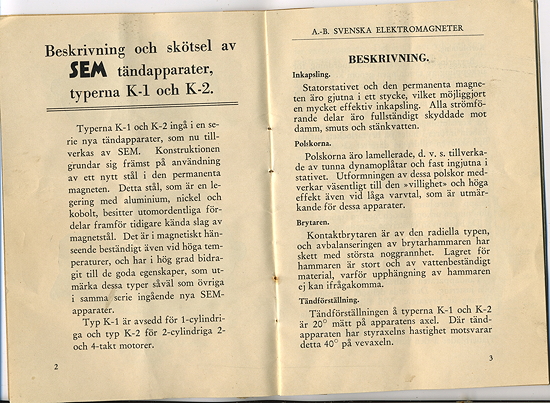 Beskrivning och skötsel av
SEM tändapparater,
typerna K-1 och K-2.
Typerna K-1 och K-2 ingå i en se-
rie nya tändapparater, som nu till-
verkas av SEM. Konstruktionen
grundar sig främst på användning
av ett nytt stål i den permanenta
magneten. Detta stål, som är en le-
gering med aluminium, nickel och
kobolt, besitter utomordentliga för-
delar framför tidigare kända slag av
magnetstål. Det är i magnetiskt hän-
seende beständigt även vid höga tem-
peraturer, och har i hög grad bidra-
git till de goda egenskaper, som ut-
märka dessa typer såväl som övriga
i samma serie ingående nya SEM-
apparater.
Typ K-1 är avsedd för 1-cylindri-
ga och typ K-2 för 2-cylindriga 2-
och 4-takt motorer.
2
A.-B. SVENSKA ELEKTROMAGNETER
BESKRIVNING.
Inkapsling.
Statorstativet och den permanenta magne-
ten äro gjutna i ett stycke, vilket möjliggjort
en mycket effektiv inkapsling. Alla strömfö-
rande delar äro fullständigt skyddade mot
damm, smuts och stänkvatten.
Polskorna.
Polskorna äro lamellerade, d. v. s. tillverka-
de av tunna dynamoplåtar och fast ingjutna i
stativet. Utformningen av dessa polskor med-
verkar väsentligt till den »villighet» och höga
effekt även vid låga varvtal, som är utmär-
kande för dessa apparater.
Brytaren.
Kontaktbrytaren är av den radiella typen,
och avbalanseringen av brytarhammaren har
skett med största noggrannhet. Lagret för
hammaren är stort och av vattenbeständigt
material, varför upphängning av hammaren
ej kan ifrågakomma.
Tändförställning.
Tändförställningen å typerna K-1 och K-2
är 20° mätt på apparatens axel. Där tänd-
apparaten har styraxelns hastighet motsvarar
detta 40° på vevaxeln.
3